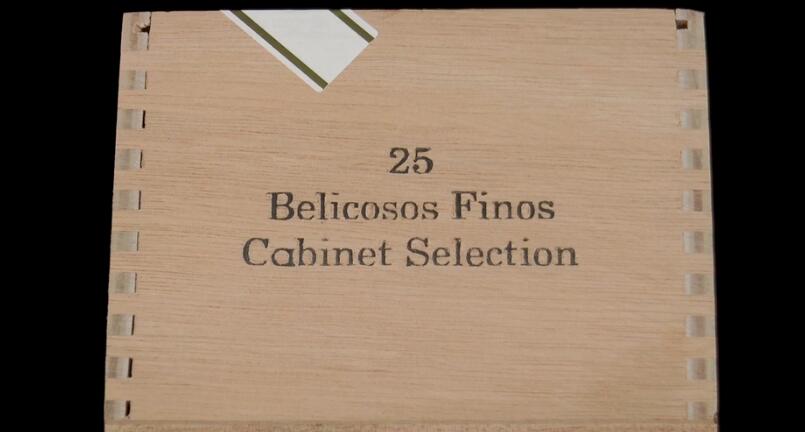 25
Belicosos Finos
Cabinet Selection